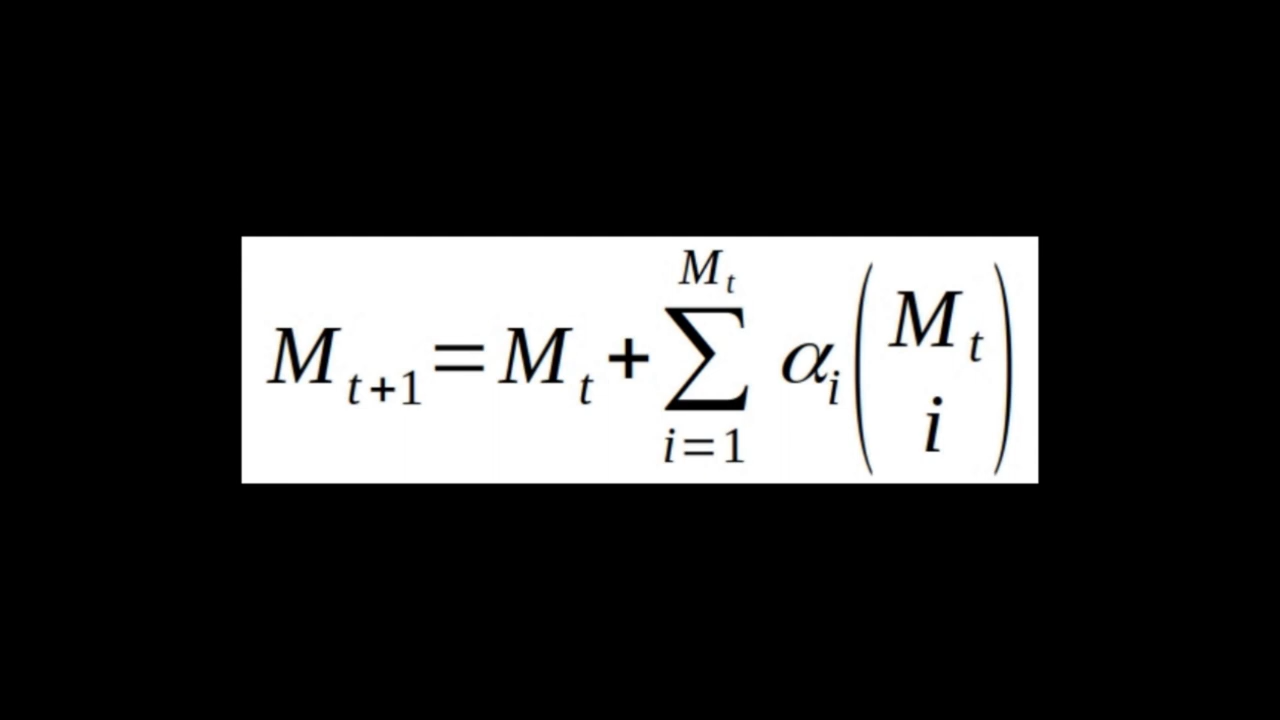 M_{t+1} = M_t + \sum_{i=1}^{M_t} \alpha_i \binom{M_t}{i}